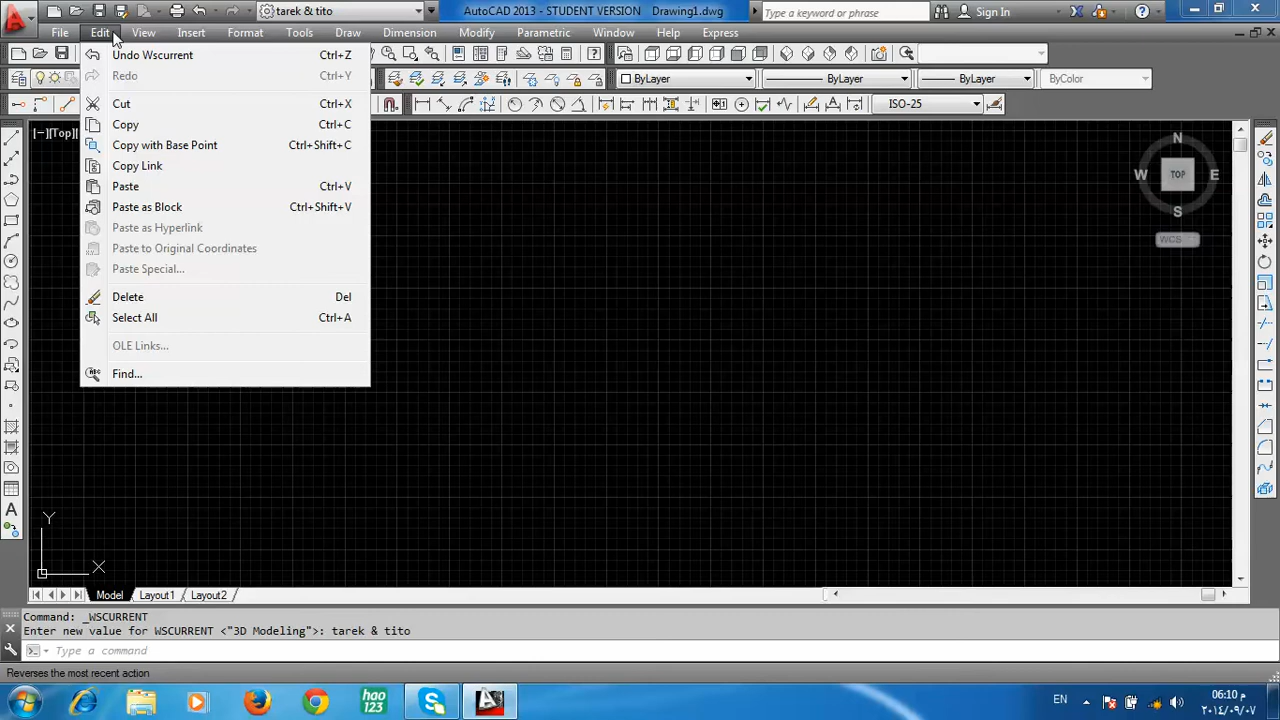 tarek & tito
AutoCAD 2013 - STUDENT VERSION Drawing1.dwg
Type a keyword or phrase
Sign In
File Edit View Insert Format Tools Draw Dimension Modify Parametric Window Help Express
ByLayer ByLayer ByLayer ByColor
ISO-25
[−][Top][
Undo Wscurrent Ctrl+Z
Redo Ctrl+Y
Cut Ctrl+X
Copy Ctrl+C
Copy with Base Point Ctrl+Shift+C
Copy Link
Paste Ctrl+V
Paste as Block Ctrl+Shift+V
Paste as Hyperlink
Paste to Original Coordinates
Paste Special...
Delete Del
Select All Ctrl+A
OLE Links...
Find...
N
W TOP E
S
WCS
A
Y
X
Model Layout1 Layout2
Command: _WSCURRENT
Enter new value for WSCURRENT <"3D Modeling">: tarek & tito
Type a command
Reverses the most recent action
hao
123
EN
06:10 م
٢٠١٤/٠٩/٠٧